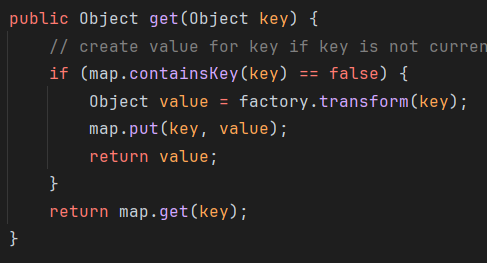 public Object get(Object key) {
// create value for key if key is not curren
if (map.containsKey(key) == false) {
Object value = factory.transform(key);
map.put(key, value);
return value;
}
return map.get(key);
}